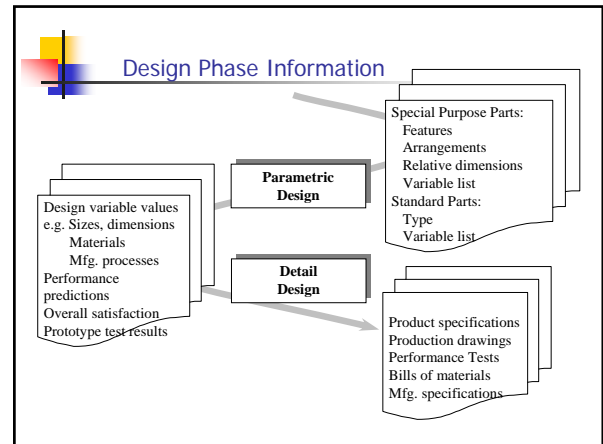 Design Phase Information
Special Purpose Parts:
Features
Arrangements
Relative dimensions
Variable list
Standard Parts:
Type
Variable list
Parametric
Design
Design variable values
e.g. Sizes, dimensions
Materials
Mfg. processes
Performance
predictions
Overall satisfaction
Prototype test results
Detail
Design
Product specifications
Production drawings
Performance Tests
Bills of materials
Mfg. specifications